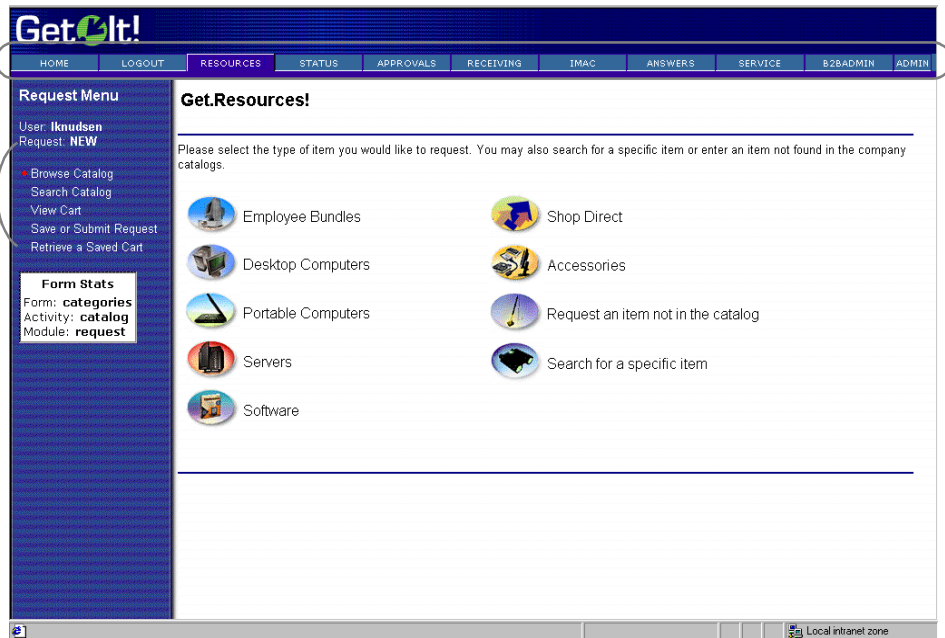 Get.It!
HOME LOGOUT RESOURCES STATUS APPROVALS RECEIVING IMAC ANSWERS SERVICE B2BADMIN ADMIN
Request Menu
User: lknudsen
Request: NEW
Browse Catalog
Search Catalog
View Cart
Save or Submit Request
Retrieve a Saved Cart
Form Stats
Form: categories
Activity: catalog
Module: request
Get.Resources!
Please select the type of item you would like to request. You may also search for a specific item or enter an item not found in the company
catalogs.
Employee Bundles
Desktop Computers
Portable Computers
Servers
Software
Shop Direct
Accessories
Request an item not in the catalog
Search for a specific item
Local intranet zone